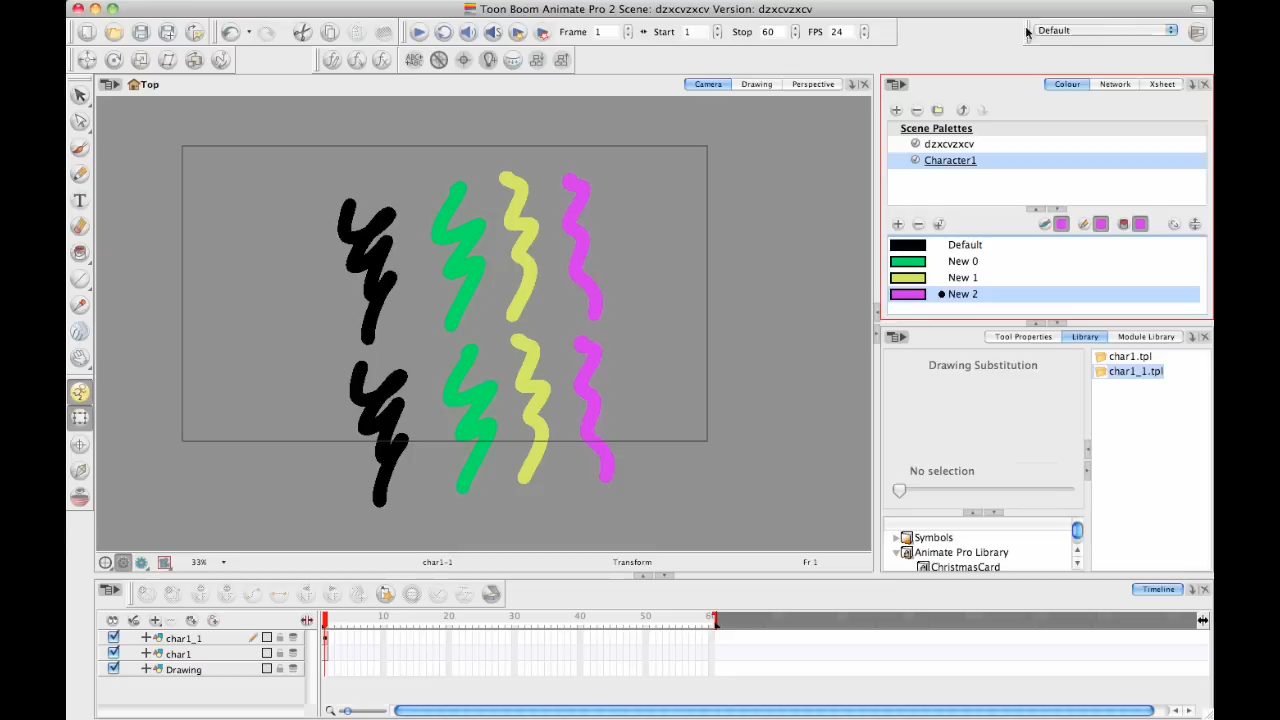 Toon Boom Animate Pro 2 Scene: dzxcvzxcv Version: dzxcvzxcv
Frame 1 Start 1 Stop 60 FPS 24 Default
Top Camera Drawing Perspective
Colour Network Xsheet
Scene Palettes
dzxcvzxcv
Character1
Default
New 0
New 1
New 2
Tool Properties Library Module Library
Drawing Substitution
char1.tpl
char1_1.tpl
No selection
Symbols
Animate Pro Library
ChristmasCard
33% char1-1 Transform Fr 1
Timeline
10 20 30 40 50 60
char1_1
char1
Drawing